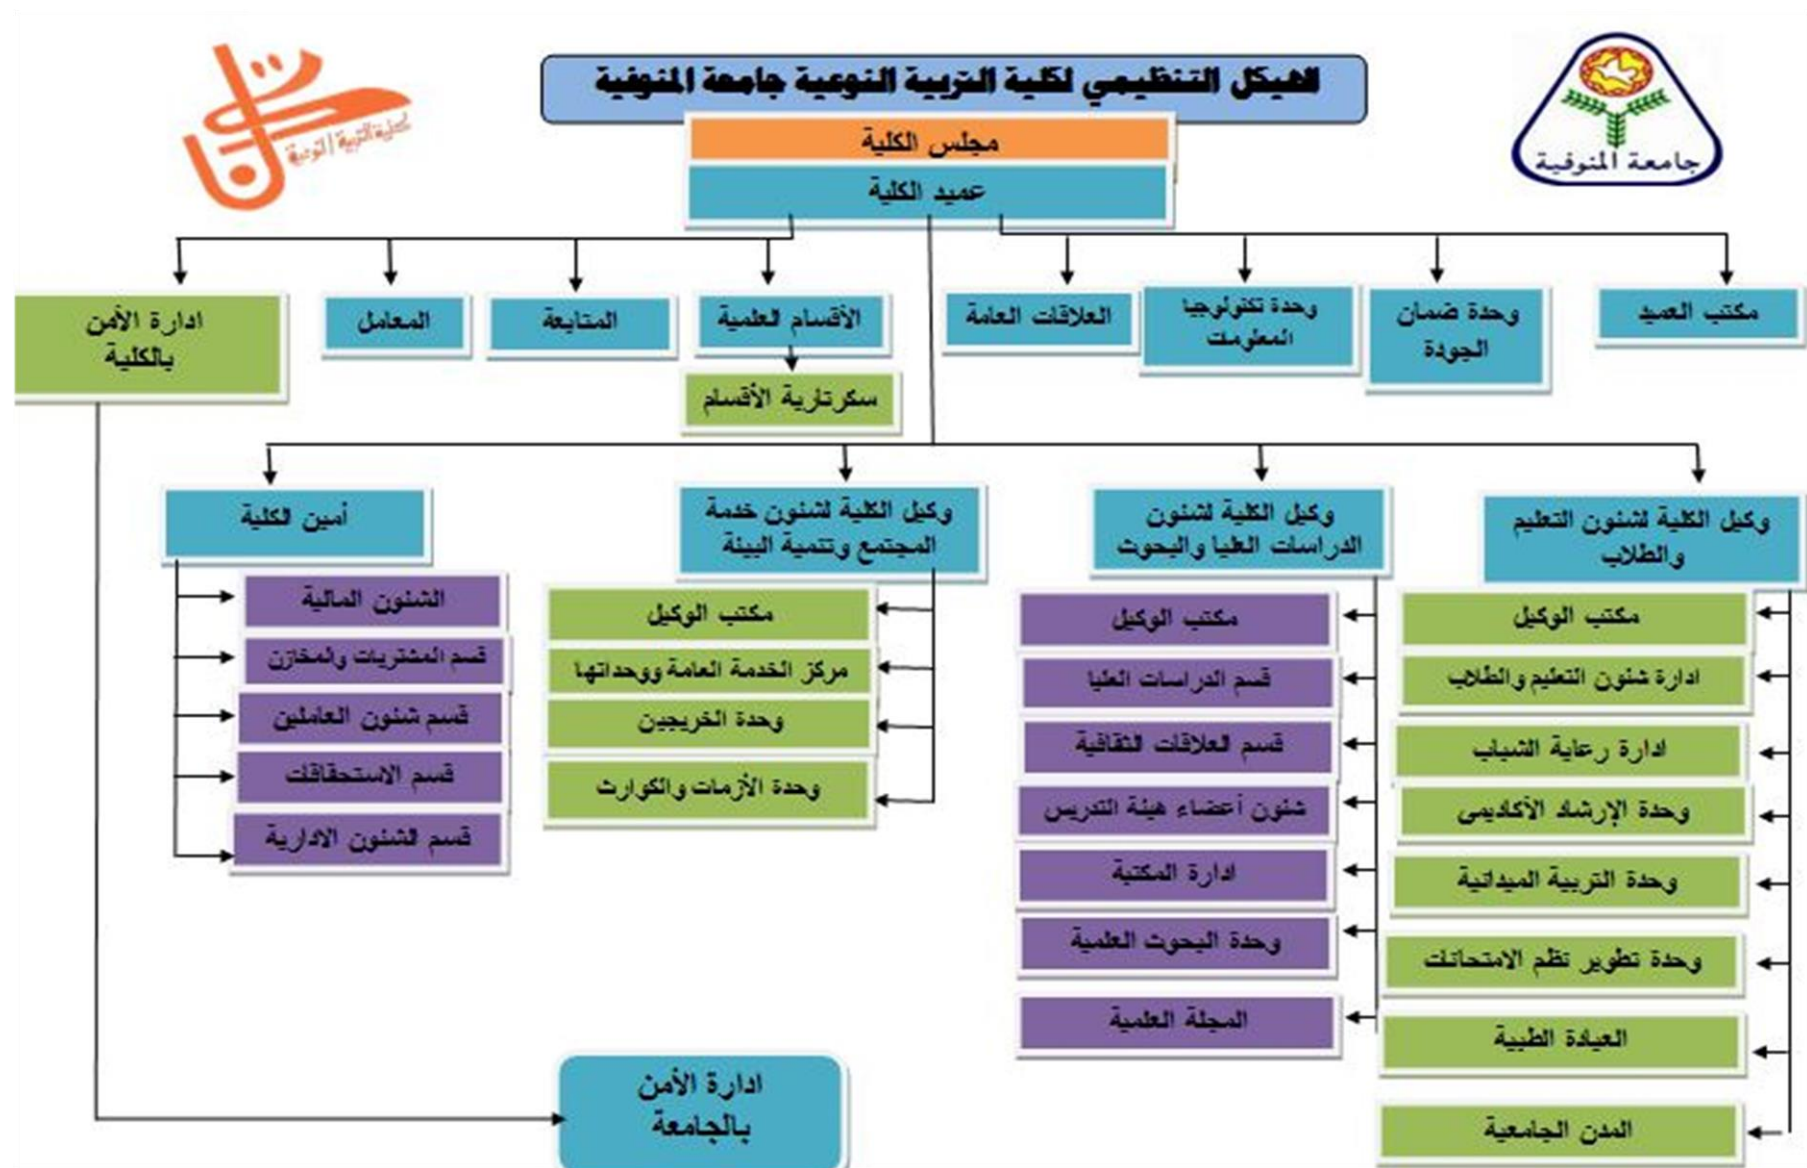 الهيكل التنظيمي لكلية التربية النوعية جامعة المنوفية
كلية التربية النوعية
جامعة المنوفية
مجلس الكلية
عميد الكلية
مكتب العميد
وحدة ضمان
الجودة
وحدة تكنولوجيا
المعلومات
العلاقات العامة
الأقسام العلمية
سكرتارية الأقسام
المتابعة
المعامل
ادارة الأمن
بالكلية
وكيل الكلية لشئون التعليم
والطلاب
مكتب الوكيل
ادارة شئون التعليم والطلاب
ادارة رعاية الشباب
وحدة الإرشاد الأكاديمى
وحدة التربية الميدانية
وحدة تطوير نظم الامتحانات
العيادة الطبية
المدن الجامعية
وكيل الكلية لشئون
الدراسات العليا والبحوث
مكتب الوكيل
قسم الدراسات العليا
قسم العلاقات الثقافية
شئون أعضاء هيئة التدريس
ادارة المكتبة
وحدة البحوث العلمية
المجلة العلمية
وكيل الكلية لشئون خدمة
المجتمع وتنمية البيئة
مكتب الوكيل
مركز الخدمة العامة ووحداتها
وحدة الخريجين
وحدة الأزمات والكوارث
أمين الكلية
الشئون المالية
قسم المشتريات والمخازن
قسم شئون العاملين
قسم الاستحقاقات
قسم الشئون الادارية
ادارة الأمن
بالجامعة